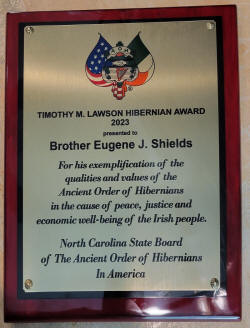 TIMOTHY M. LAWSON HIBERNIAN AWARD
2023
presented to
Brother Eugene J. Shields
For his exemplification of the
qualities and values of the
Ancient Order of Hibernians
in the cause of peace, justice and
economic well-being of the Irish people.
North Carolina State Board
of The Ancient Order of Hibernians
In America